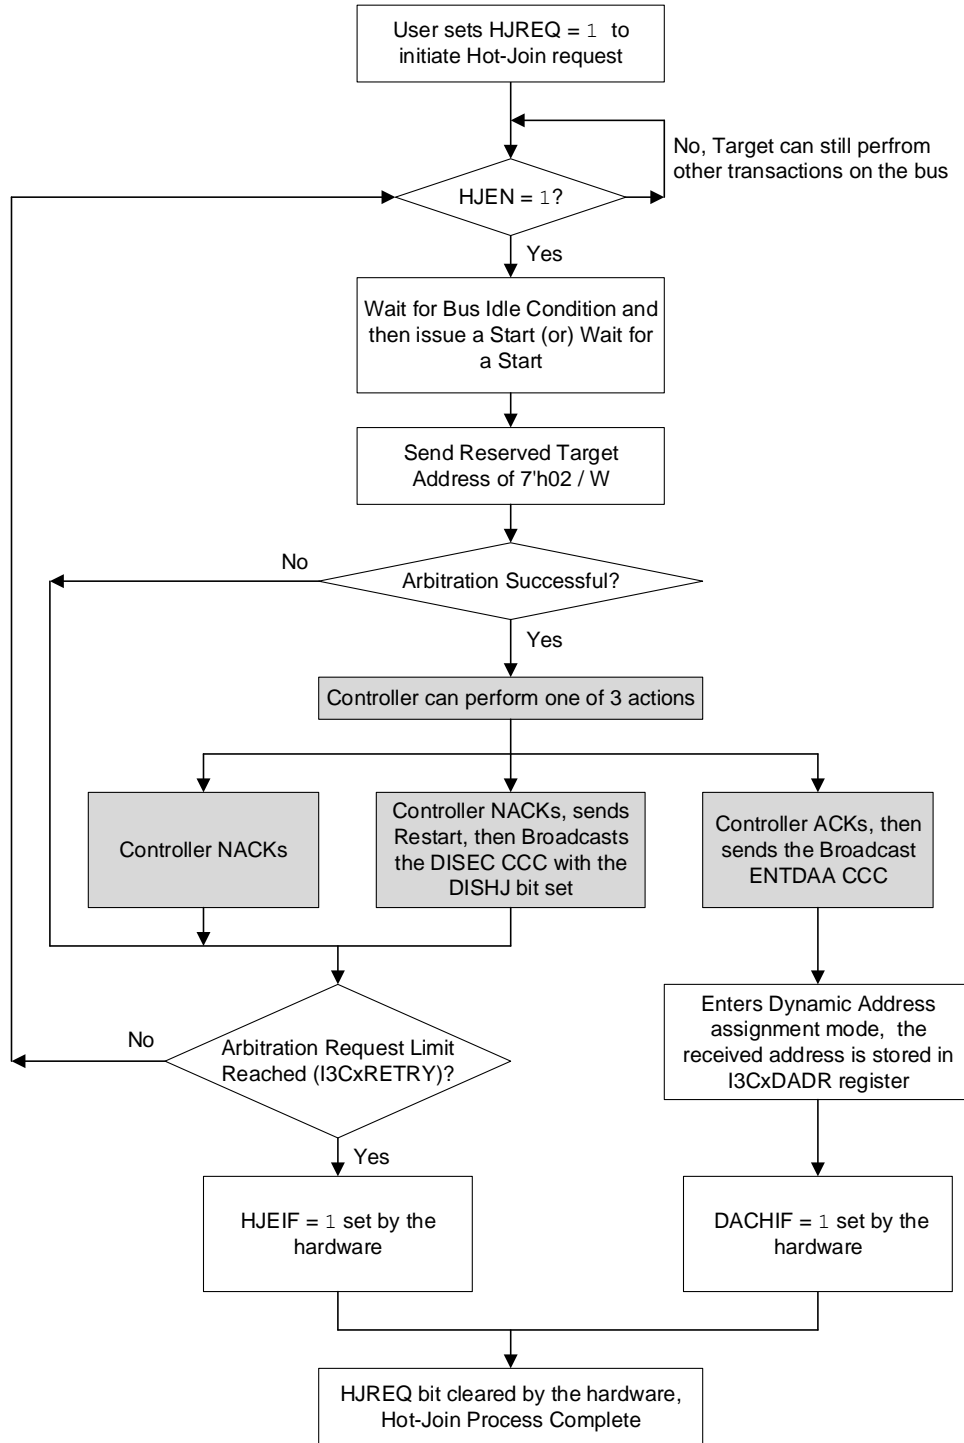 User sets HJREQ = 1 to
initiate Hot-Join request
No, Target can still perfrom
other transactions on the bus
HJEN = 1?
Yes
Wait for Bus Idle Condition and
then issue a Start (or) Wait for
a Start
Send Reserved Target
Address of 7'h02 / W
No
Arbitration Successful?
Yes
Controller can perform one of 3 actions
Controller NACKs
Controller NACKs, sends
Restart, then Broadcasts
the DISEC CCC with the
DISHJ bit set
Controller ACKs, then
sends the Broadcast
ENTDAA CCC
Enters Dynamic Address
assignment mode, the
received address is stored in
I3CxDADR register
No
Arbitration Request Limit
Reached (I3CxRETRY)?
Yes
HJEIF = 1 set by the
hardware
DACHIF = 1 set by the
hardware
HJREQ bit cleared by the hardware,
Hot-Join Process Complete